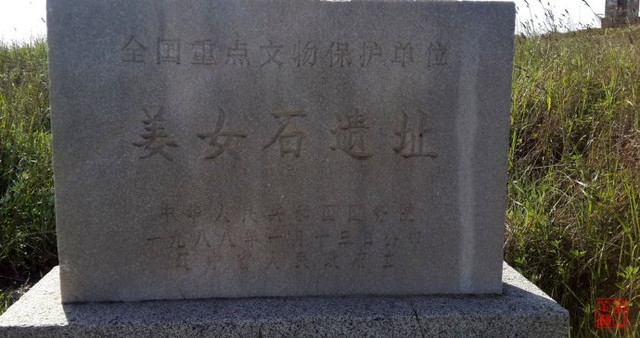 全国重点文物保护单位
姜女石遗址
中华人民共和国国务院
一九八八年一月十三日公布
辽宁省人民政府立